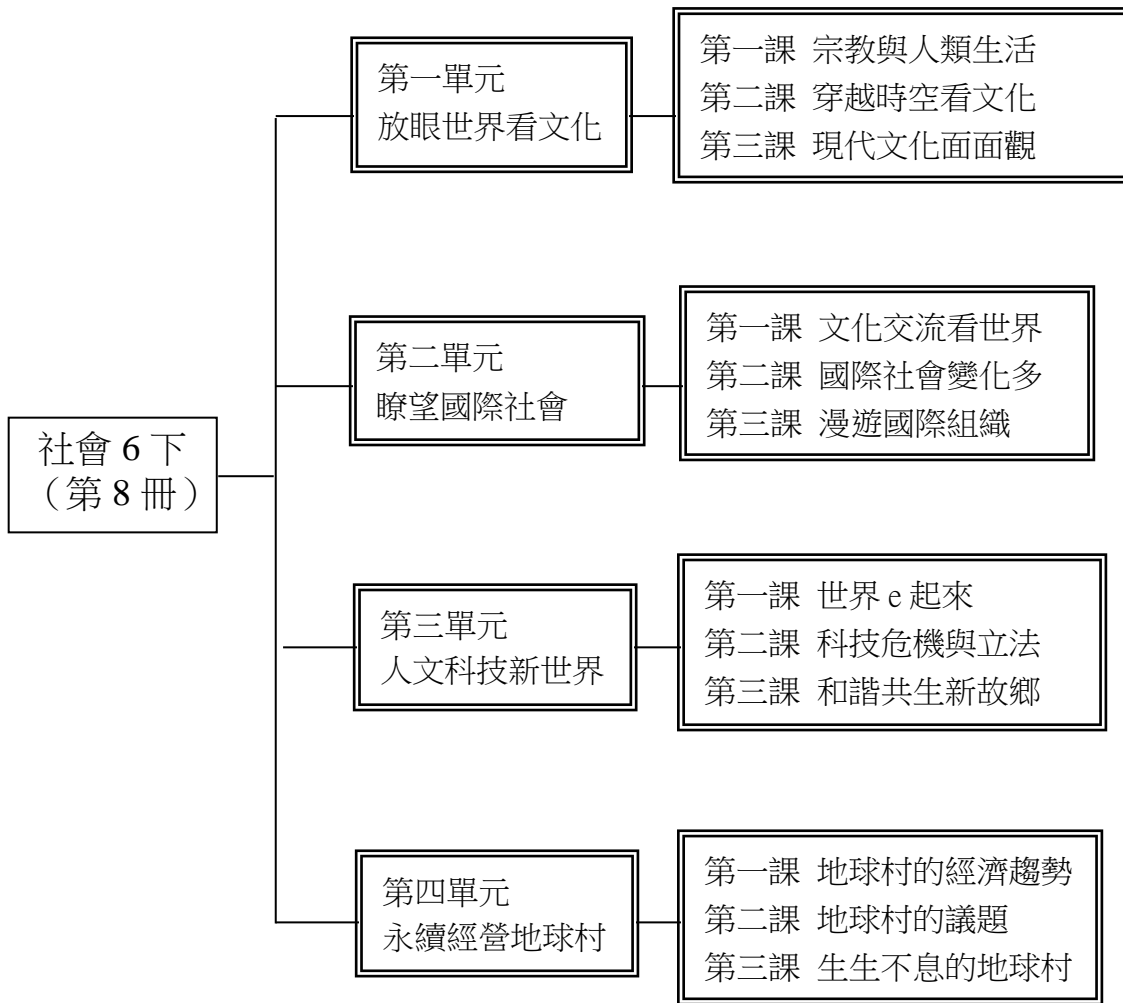 第一單元
放眼世界看文化
第一課 宗教與人類生活
第二課 穿越時空看文化
第三課 現代文化面面觀
第二單元
瞭望國際社會
第一課 文化交流看世界
第二課 國際社會變化多
第三課 漫遊國際組織
社會 6 下
（第 8 冊）
第三單元
人文科技新世界
第一課 世界 e 起來
第二課 科技危機與立法
第三課 和諧共生新故鄉
第四單元
永續經營地球村
第一課 地球村的經濟趨勢
第二課 地球村的議題
第三課 生生不息的地球村